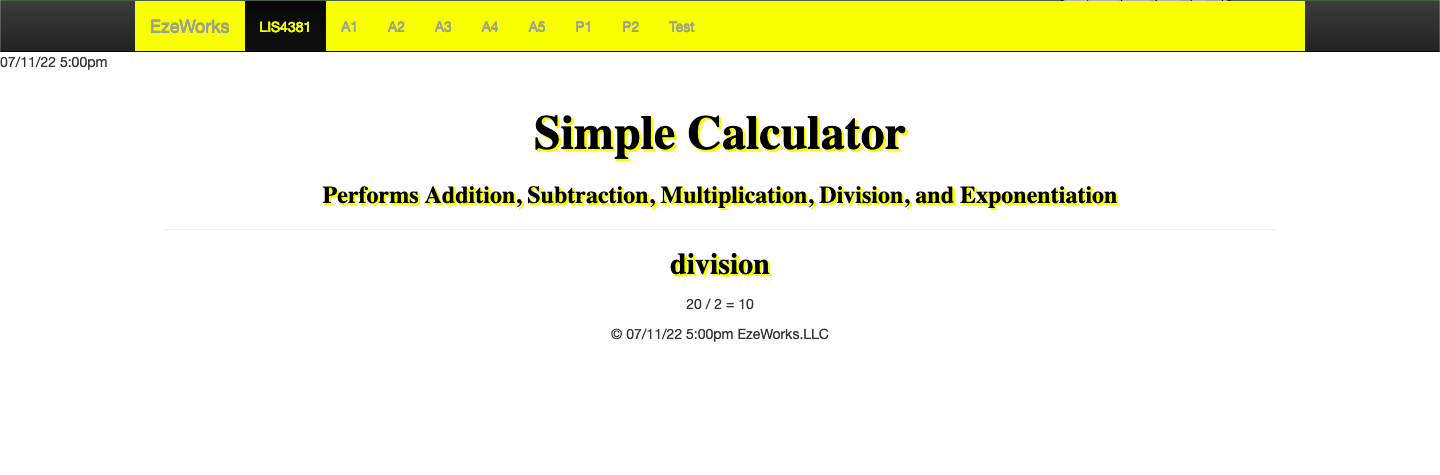 EzeWorks LIS4381 A1 A2 A3 A4 A5 P1 P2 Test
07/11/22 5:00pm
Simple Calculator
Performs Addition, Subtraction, Multiplication, Division, and Exponentiation
division
20 / 2 = 10
© 07/11/22 5:00pm EzeWorks.LLC